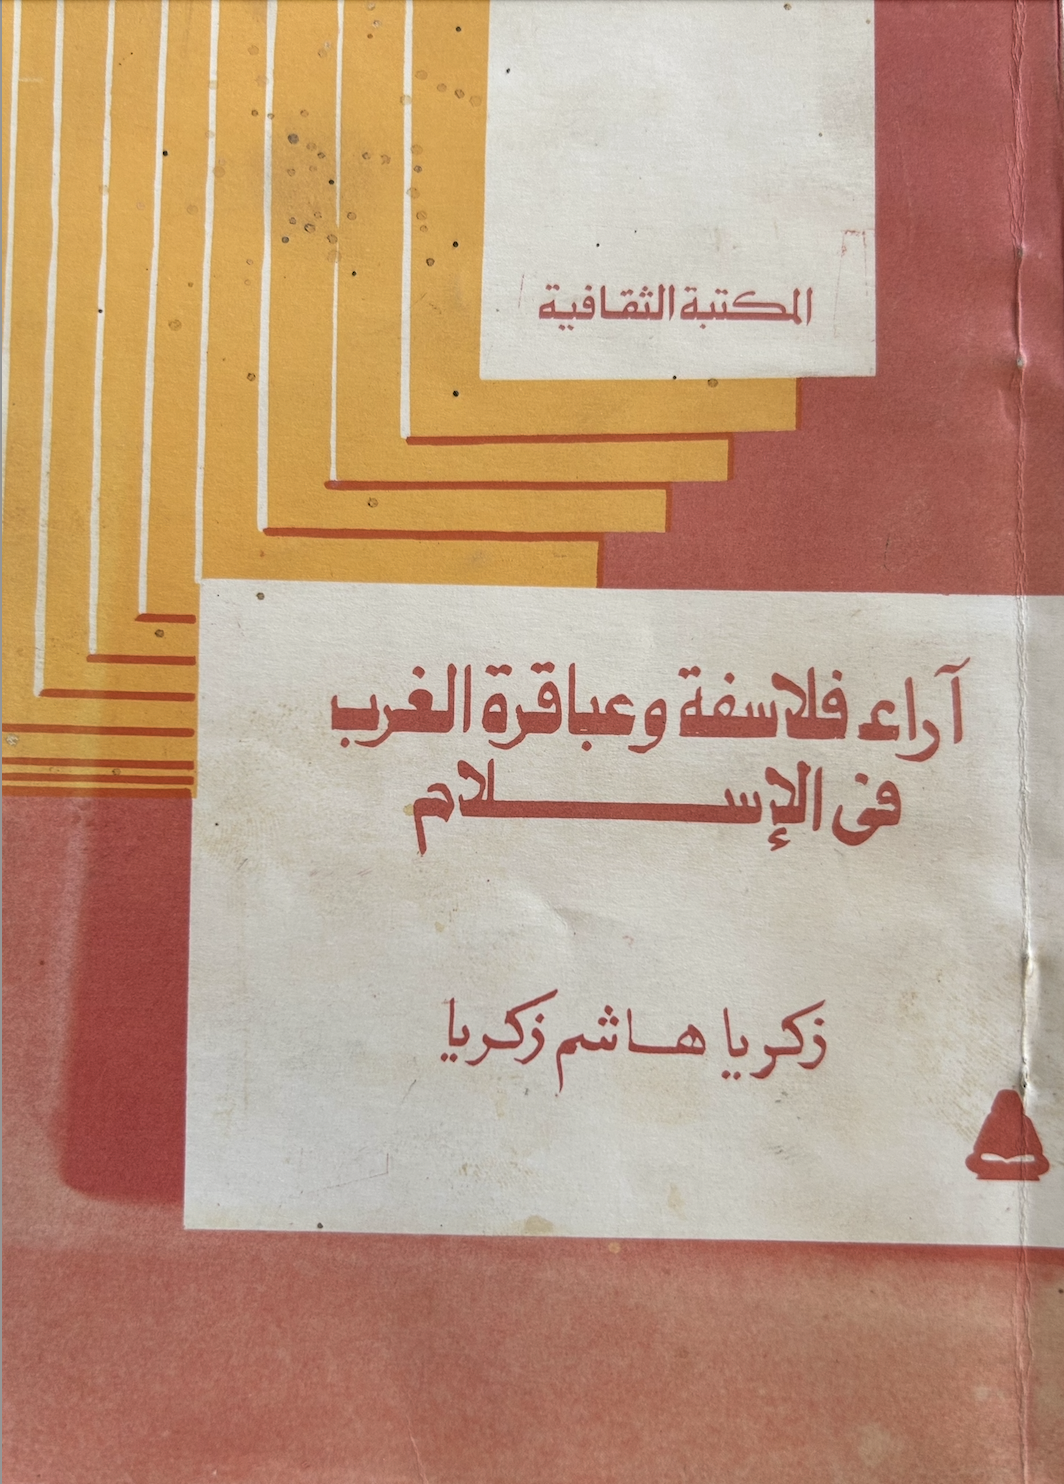 المكتبة الثقافية
آراء فلاسفة وعباقرة الغرب
فى الإسلام
زكريا هاشم زكريا